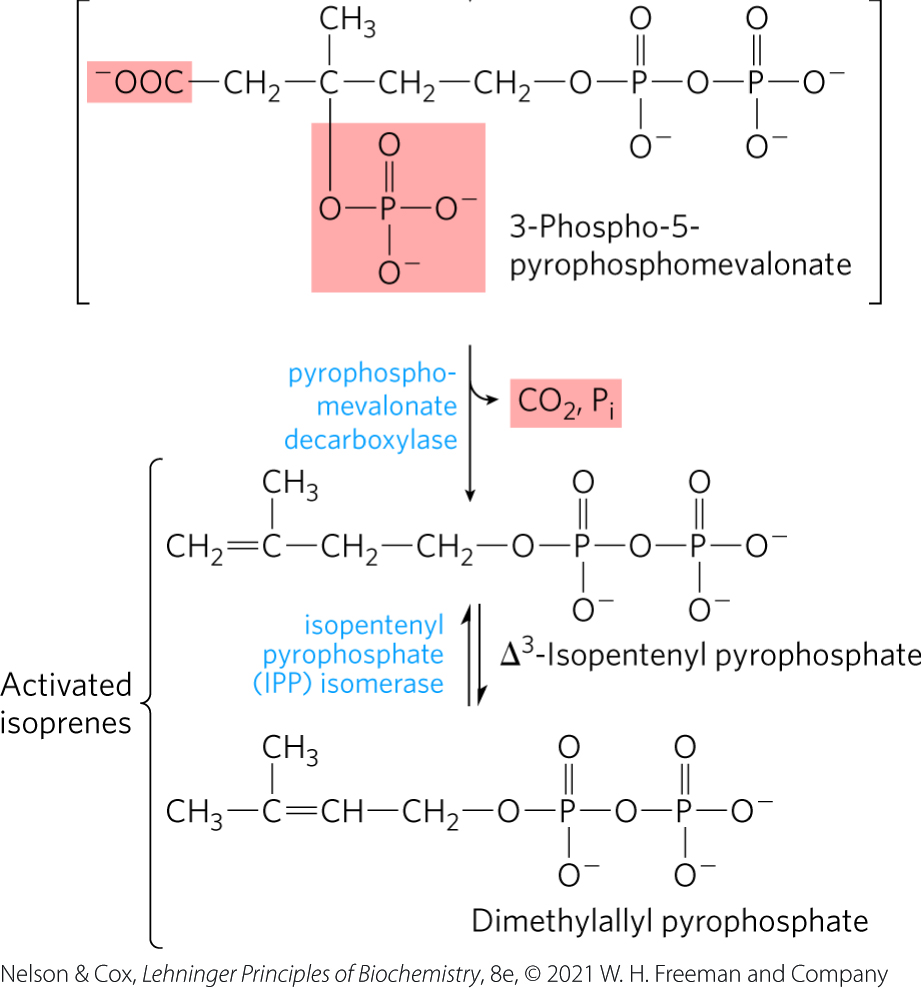 CH₃ O O
⁻OOC—CH₂—C—CH₂—CH₂—O—P—O—P—O⁻
O O⁻ O⁻
O—P—O⁻
O⁻
3-Phospho-5-
pyrophosphomevalonate
pyrophospho-
mevalonate
decarboxylase
CO₂, Pᵢ
CH₃ O O
CH₂=C—CH₂—CH₂—O—P—O—P—O⁻
O⁻ O⁻
isopentenyl
pyrophosphate
(IPP) isomerase
Δ³-Isopentenyl pyrophosphate
Activated
isoprenes
CH₃ O O
CH₃—C=CH—CH₂—O—P—O—P—O⁻
O⁻ O⁻
Dimethylallyl pyrophosphate
Nelson & Cox, Lehninger Principles of Biochemistry, 8e, © 2021 W. H. Freeman and Company